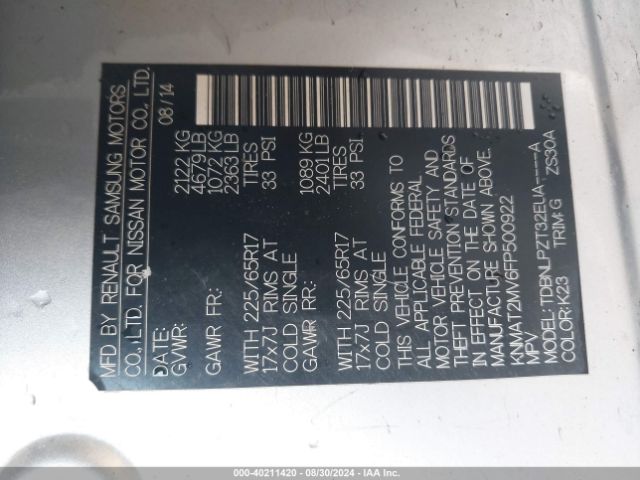 MFD BY RENAULT SAMSUNG MOTORS
CO., LTD. FOR NISSAN MOTOR CO., LTD.
DATE: 08/14
GVWR: 2122 KG
4679 LB
GAWR FR: 1072 KG
2363 LB
WITH 225/65R17 TIRES
17x7J RIMS AT 33 PSI
COLD SINGLE
GAWR RR: 1089 KG
2401 LB
WITH 225/65R17 TIRES
17x7J RIMS AT 33 PSI
COLD SINGLE
THIS VEHICLE CONFORMS TO
ALL APPLICABLE FEDERAL
MOTOR VEHICLE SAFETY AND
THEFT PREVENTION STANDARDS
IN EFFECT ON THE DATE OF
MANUFACTURE SHOWN ABOVE.
KNMAT2MV6FP500922
MPV
MODEL: TDBNLPZT32EUA-----A
COLOR:K23 TRIM:G ZS30A
000-40211420 - 08/30/2024 - IAA Inc.